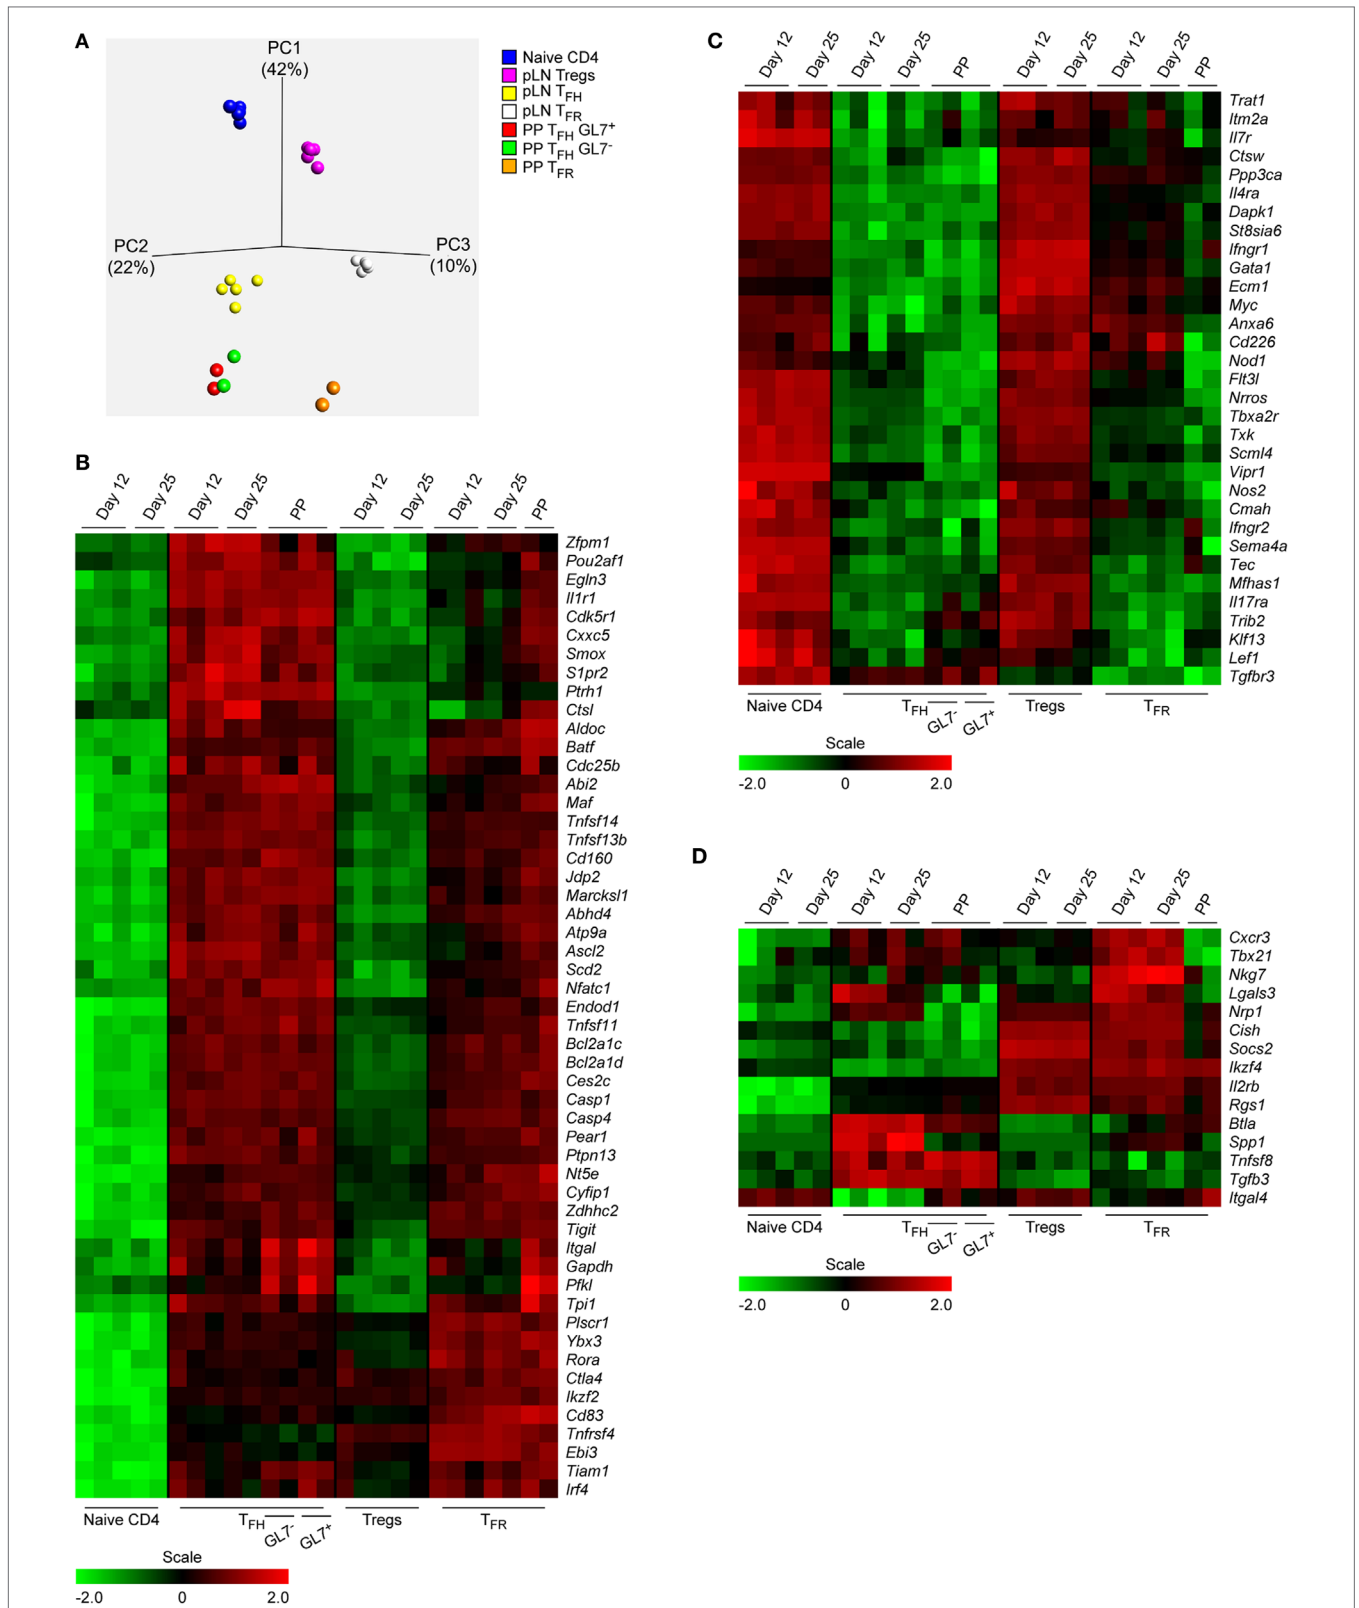 A
PC1
(42%)
PC2
(22%)
PC3
(10%)
Naive CD4
pLN Tregs
pLN TFH
pLN TFR
PP TFH GL7+
PP TFH GL7-
PP TFR
B
Day 12
Day 25
Day 12
Day 25
PP
Day 12
Day 25
Day 12
Day 25
PP
Zfpm1
Pou2af1
Egln3
Il1r1
Cdk5r1
Cxxc5
Smox
S1pr2
Ptrh1
Ctsl
Aldoc
Batf
Cdc25b
Abi2
Maf
Tnfsf14
Tnfsf13b
Cd160
Jdp2
Marcksl1
Abhd4
Atp9a
Ascl2
Scd2
Nfatc1
Endod1
Tnfsf11
Bcl2a1c
Bcl2a1d
Ces2c
Casp1
Casp4
Pear1
Ptpn13
Nt5e
Cyfip1
Zdhhc2
Tigit
Itgal
Gapdh
Pfkl
Tpi1
Plscr1
Ybx3
Rora
Ctla4
Ikzf2
Cd83
Tnfrsf4
Ebi3
Tiam1
Irf4
Naive CD4
TFH
GL7-
GL7+
Tregs
TFR
Scale
-2.0
0
2.0
C
Day 12
Day 25
Day 12
Day 25
PP
Day 12
Day 25
Day 12
Day 25
PP
Trat1
Itm2a
Il7r
Ctsw
Ppp3ca
Il4ra
Dapk1
St8sia6
Ifngr1
Gata1
Ecm1
Myc
Anxa6
Cd226
Nod1
Flt3l
Nrros
Tbxa2r
Txk
Scml4
Vipr1
Nos2
Cmah
Ifngr2
Sema4a
Tec
Mfhas1
Il17ra
Trib2
Klf13
Lef1
Tgfbr3
Naive CD4
TFH
GL7-
GL7+
Tregs
TFR
Scale
-2.0
0
2.0
D
Day 12
Day 25
Day 12
Day 25
PP
Day 12
Day 25
Day 12
Day 25
PP
Cxcr3
Tbx21
Nkg7
Lgals3
Nrp1
Cish
Socs2
Ikzf4
Il2rb
Rgs1
Btla
Spp1
Tnfsf8
Tgfb3
Itgal4
Naive CD4
TFH
GL7-
GL7+
Tregs
TFR
Scale
-2.0
0
2.0